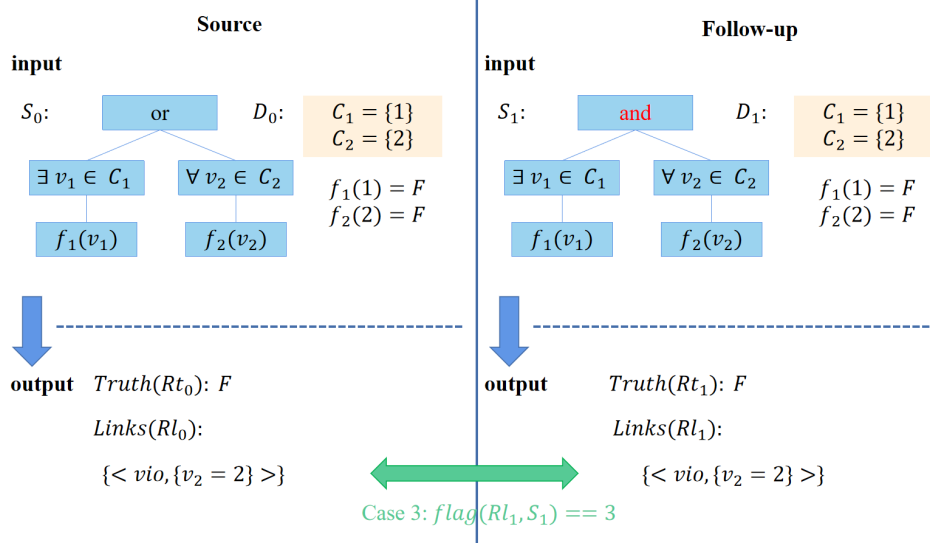 Source
input
S₀:
or
D₀:
C₁ = {1}
C₂ = {2}
∃ v₁ ∈ C₁
∀ v₂ ∈ C₂
f₁(1) = F
f₂(2) = F
f₁(v₁)
f₂(v₂)
output
Truth(Rt₀): F
Links(Rl₀):
{< vio, {v₂ = 2} >}
Follow-up
input
S₁:
and
D₁:
C₁ = {1}
C₂ = {2}
∃ v₁ ∈ C₁
∀ v₂ ∈ C₂
f₁(1) = F
f₂(2) = F
f₁(v₁)
f₂(v₂)
output
Truth(Rt₁): F
Links(Rl₁):
{< vio, {v₂ = 2} >}
Case 3: flag(Rl₁, S₁) == 3